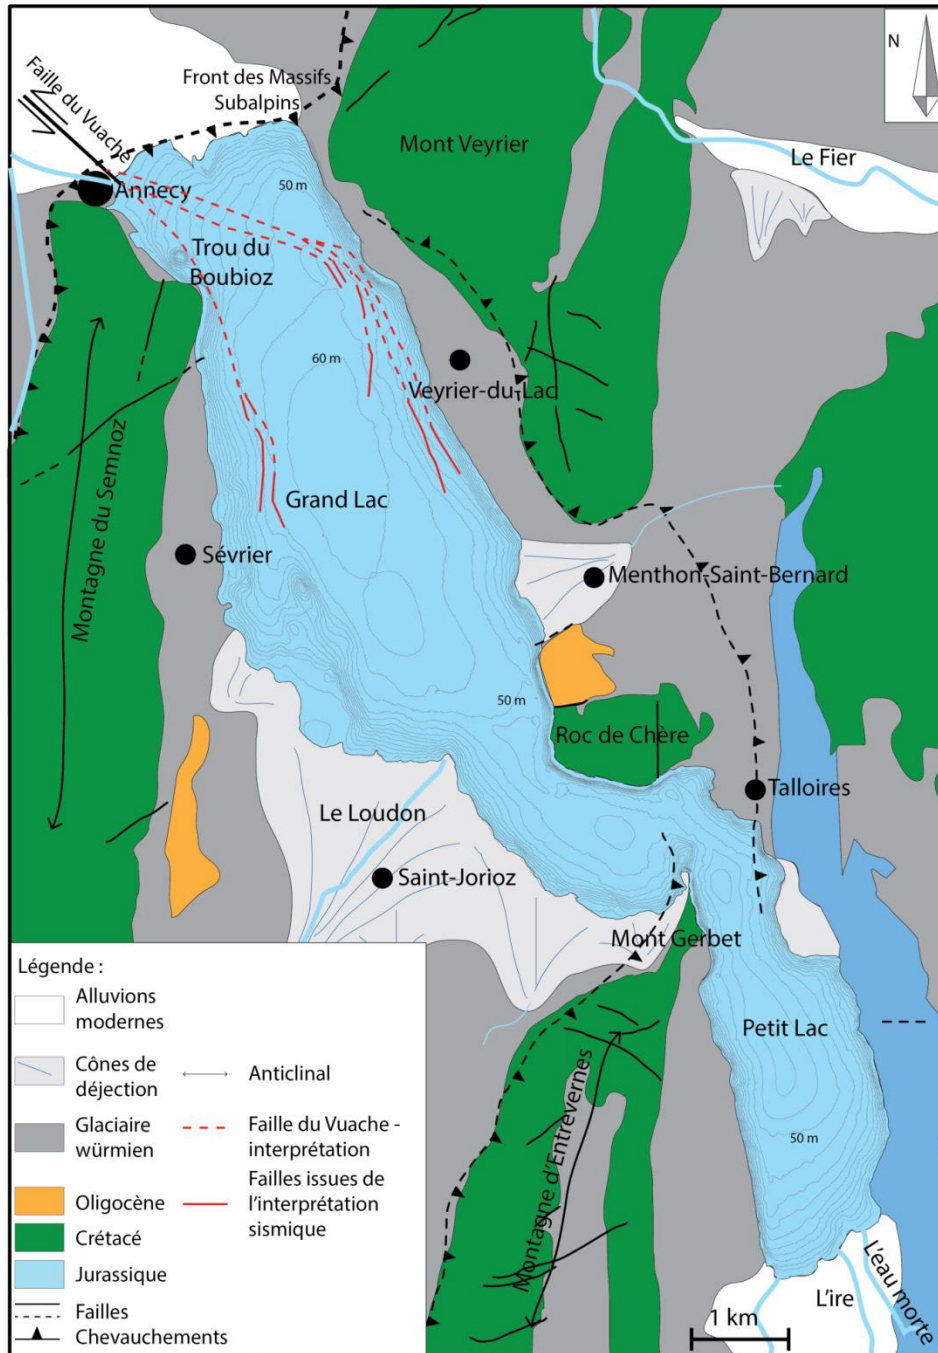 N
Front des Massifs
Subalpins
Faille du Vuache
Mont Veyrier
Le Fier
50 m
Annecy
Trou du
Boubioz
60 m
Veyrier-du-Lac
Montagne du Semnoz
Grand Lac
Sévrier
Menthon-Saint-Bernard
50 m
Roc de Chère
Talloires
Le Loudon
Saint-Jorioz
Mont Gerbet
Petit Lac
50 m
Montagne d'Entrevernes
L'ire
L'eau morte
1 km
Légende :
Alluvions
modernes
Cônes de
déjection
Glaciaire
würmien
Oligocène
Crétacé
Jurassique
Failles
Chevauchements
Anticlinal
Faille du Vuache -
interprétation
Failles issues de
l'interprétation
sismique